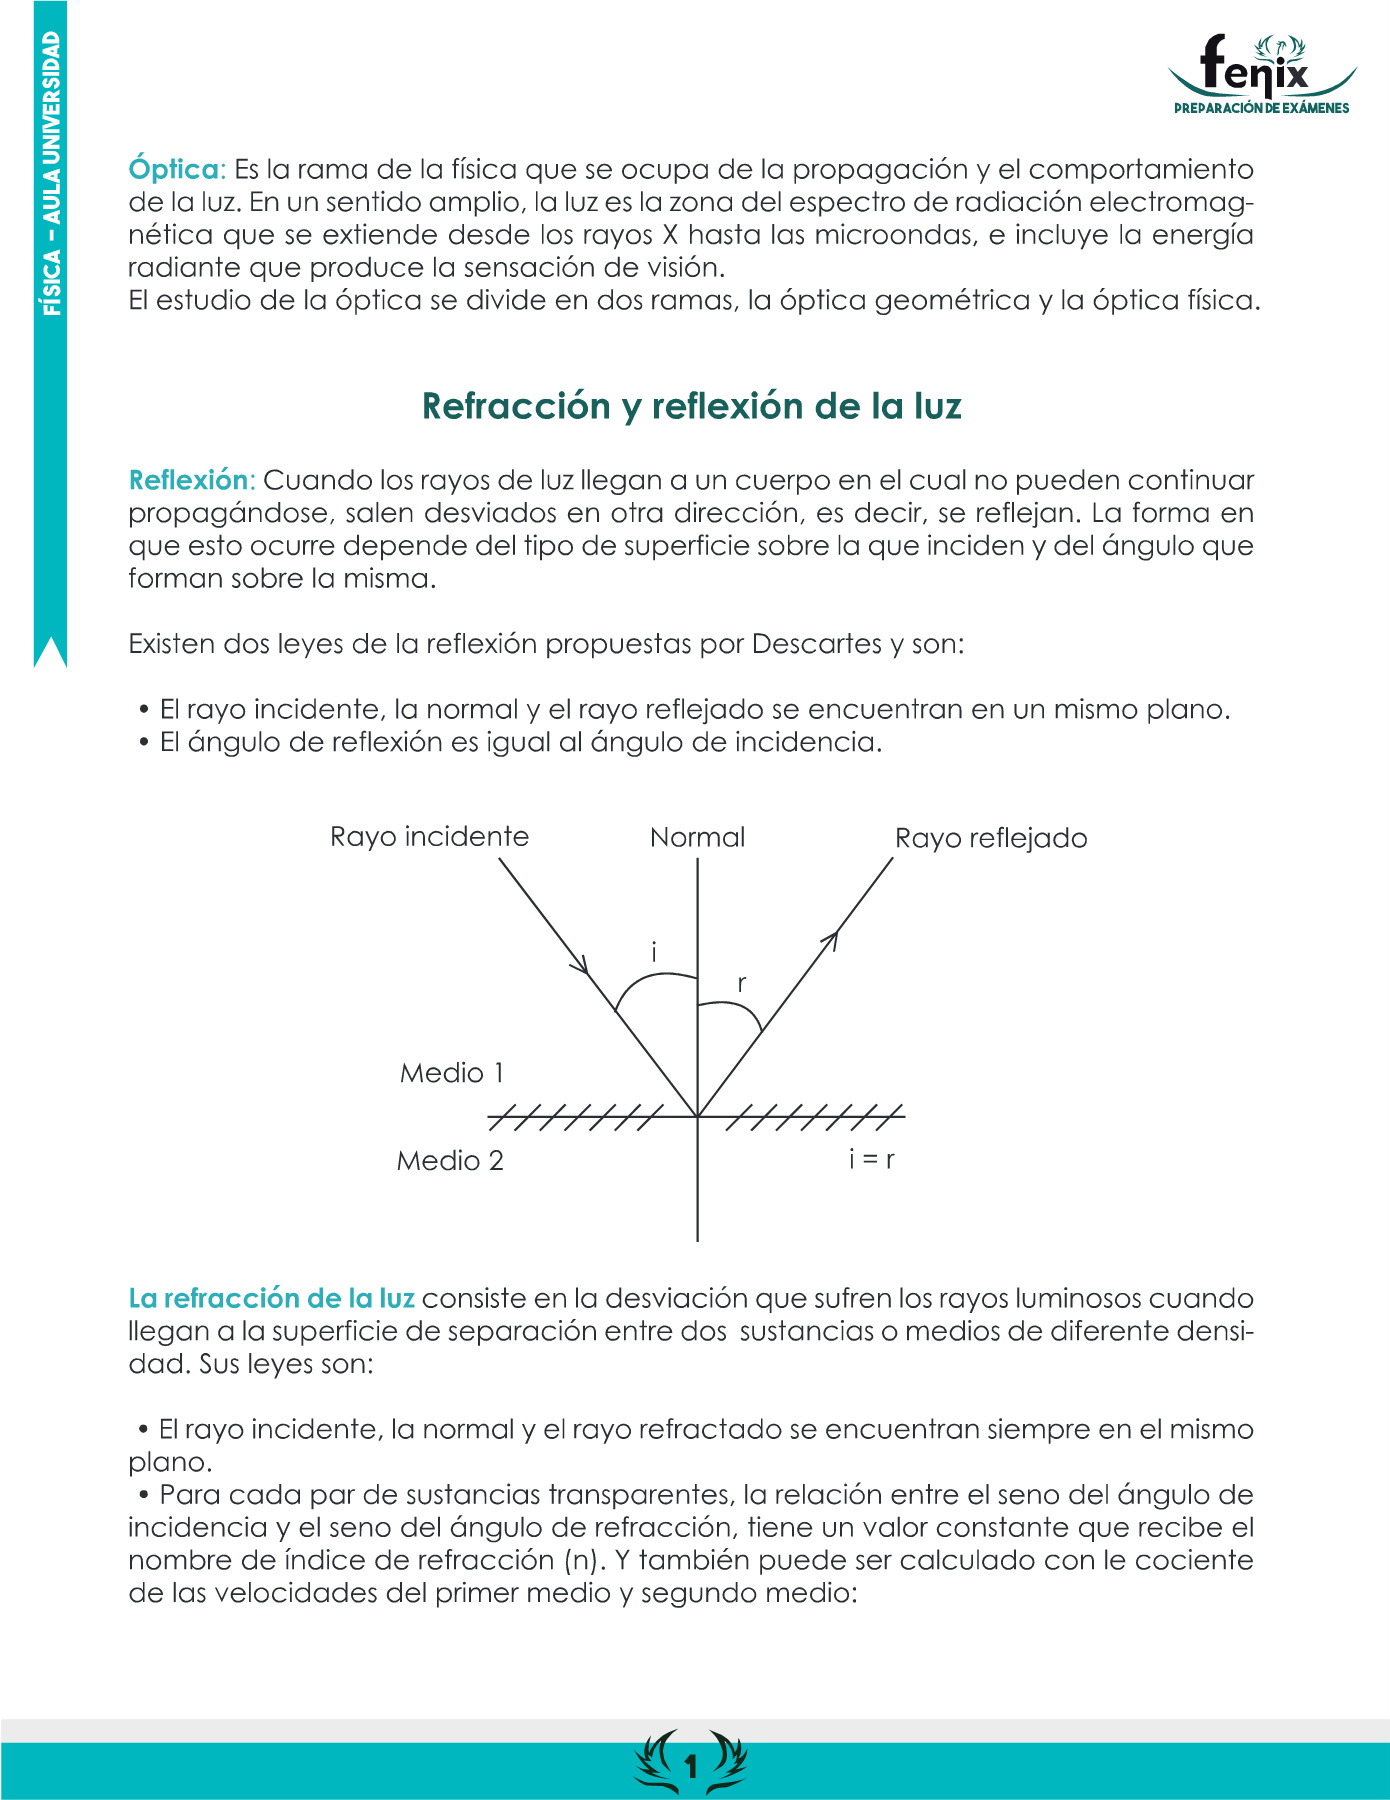 FÍSICA - AULA UNIVERSIDAD
fenix
PREPARACIÓN DE EXÁMENES
Óptica: Es la rama de la física que se ocupa de la propagación y el comportamiento
de la luz. En un sentido amplio, la luz es la zona del espectro de radiación electromag-
nética que se extiende desde los rayos X hasta las microondas, e incluye la energía
radiante que produce la sensación de visión.
El estudio de la óptica se divide en dos ramas, la óptica geométrica y la óptica física.
Refracción y reflexión de la luz
Reflexión: Cuando los rayos de luz llegan a un cuerpo en el cual no pueden continuar
propagándose, salen desviados en otra dirección, es decir, se reflejan. La forma en
que esto ocurre depende del tipo de superficie sobre la que inciden y del ángulo que
forman sobre la misma.
Existen dos leyes de la reflexión propuestas por Descartes y son:
• El rayo incidente, la normal y el rayo reflejado se encuentran en un mismo plano.
• El ángulo de reflexión es igual al ángulo de incidencia.
Rayo incidente Normal Rayo reflejado
i
r
Medio 1
Medio 2 i = r
La refracción de la luz consiste en la desviación que sufren los rayos luminosos cuando
llegan a la superficie de separación entre dos sustancias o medios de diferente densi-
dad. Sus leyes son:
• El rayo incidente, la normal y el rayo refractado se encuentran siempre en el mismo
plano.
• Para cada par de sustancias transparentes, la relación entre el seno del ángulo de
incidencia y el seno del ángulo de refracción, tiene un valor constante que recibe el
nombre de índice de refracción (n). Y también puede ser calculado con le cociente
de las velocidades del primer medio y segundo medio:
1